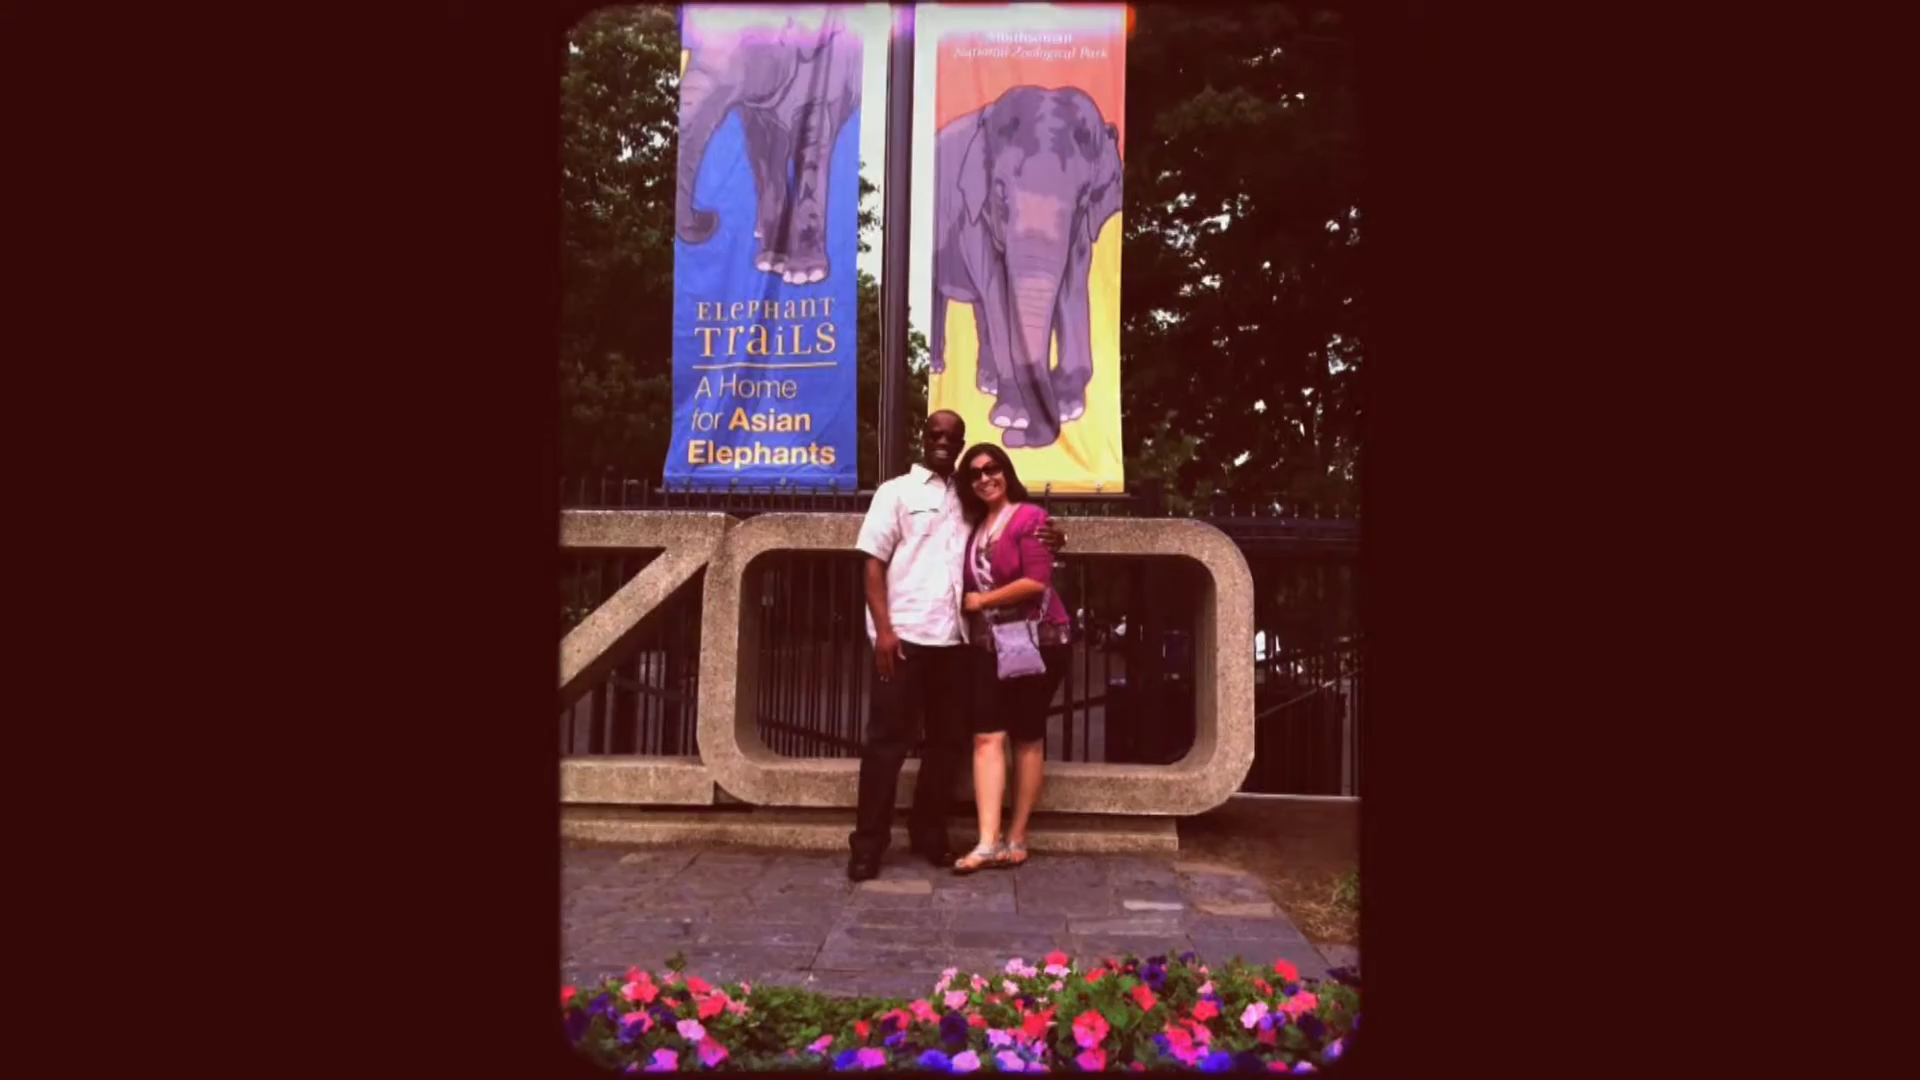 ELEPHANT
TRAILS
A Home
for Asian
Elephants
Smithsonian
National Zoological Park
ZOO